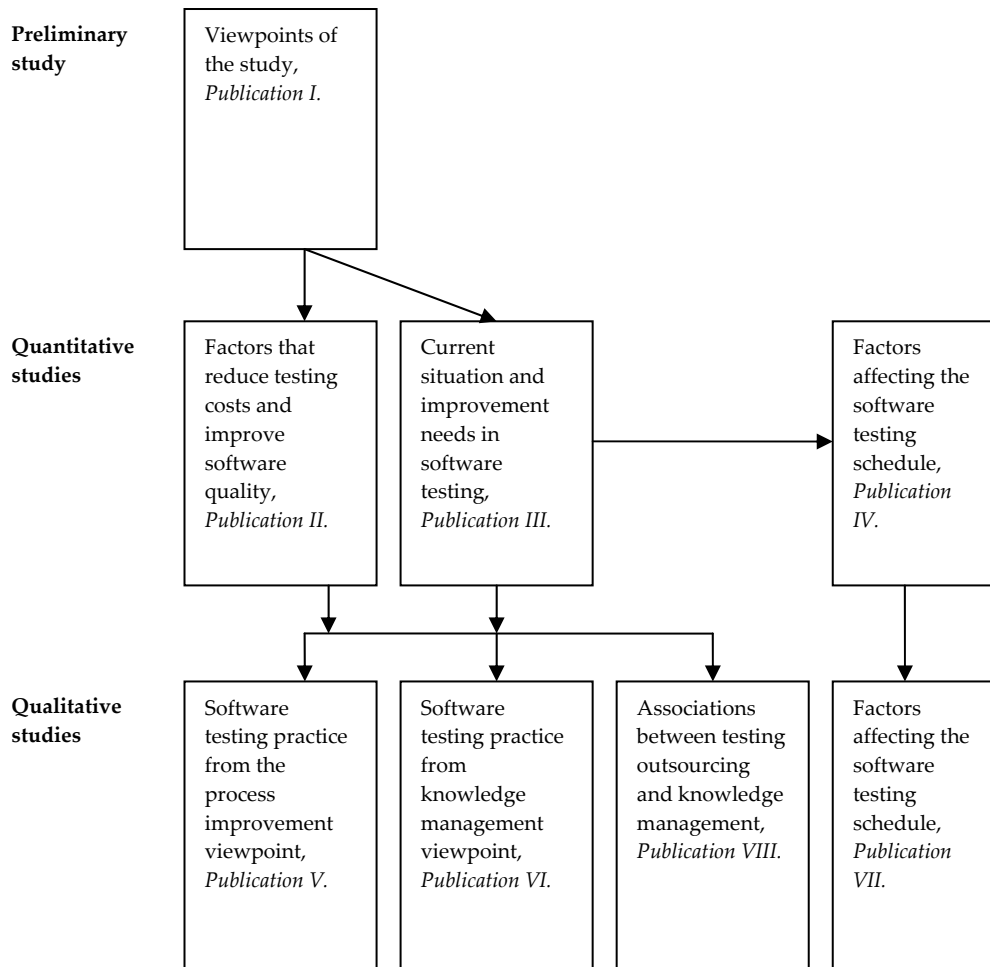 Preliminary
study
Viewpoints of
the study,
Publication I.
Quantitative
studies
Factors that
reduce testing
costs and
improve
software
quality,
Publication II.
Current
situation and
improvement
needs in
software
testing,
Publication III.
Factors
affecting the
software
testing
schedule,
Publication
IV.
Qualitative
studies
Software
testing practice
from the
process
improvement
viewpoint,
Publication V.
Software
testing practice
from
knowledge
management
viewpoint,
Publication VI.
Associations
between testing
outsourcing
and knowledge
management,
Publication VIII.
Factors
affecting the
software
testing
schedule,
Publication
VII.